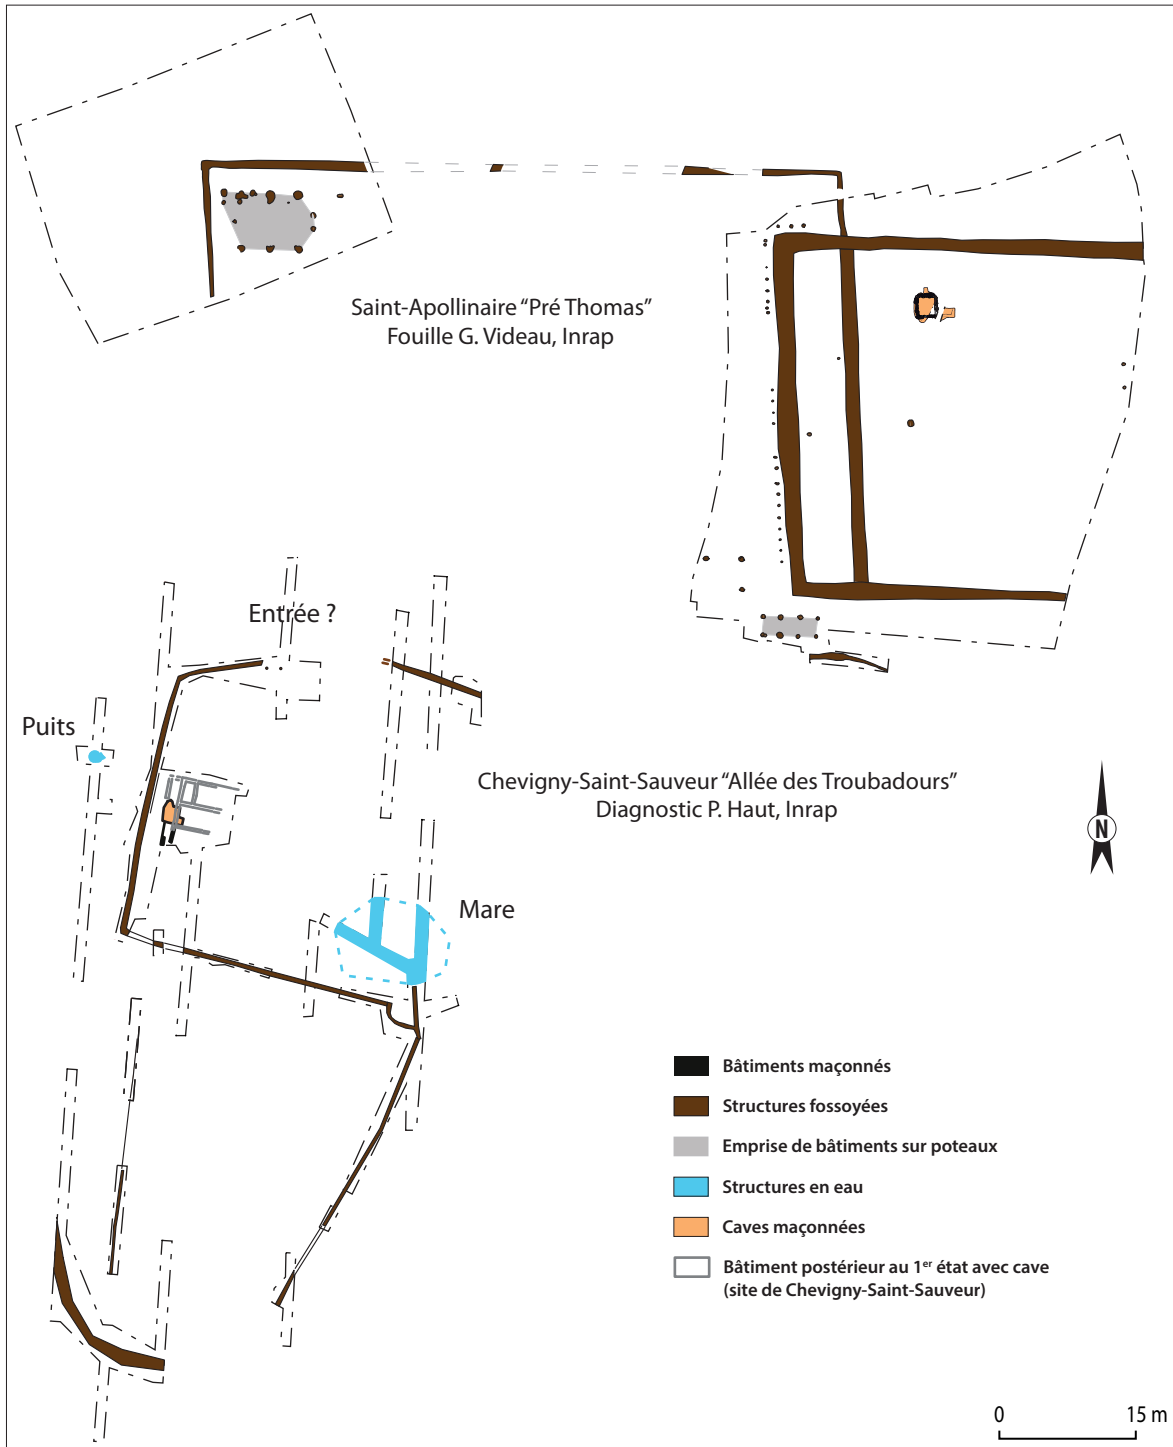 Saint-Apollinaire “Pré Thomas”
Fouille G. Videau, Inrap
Entrée ?
Puits
Chevigny-Saint-Sauveur “Allée des Troubadours”
Diagnostic P. Haut, Inrap
N
Mare
Bâtiments maçonnés
Structures fossoyées
Emprise de bâtiments sur poteaux
Structures en eau
Caves maçonnées
Bâtiment postérieur au 1er état avec cave
(site de Chevigny-Saint-Sauveur)
0 15 m